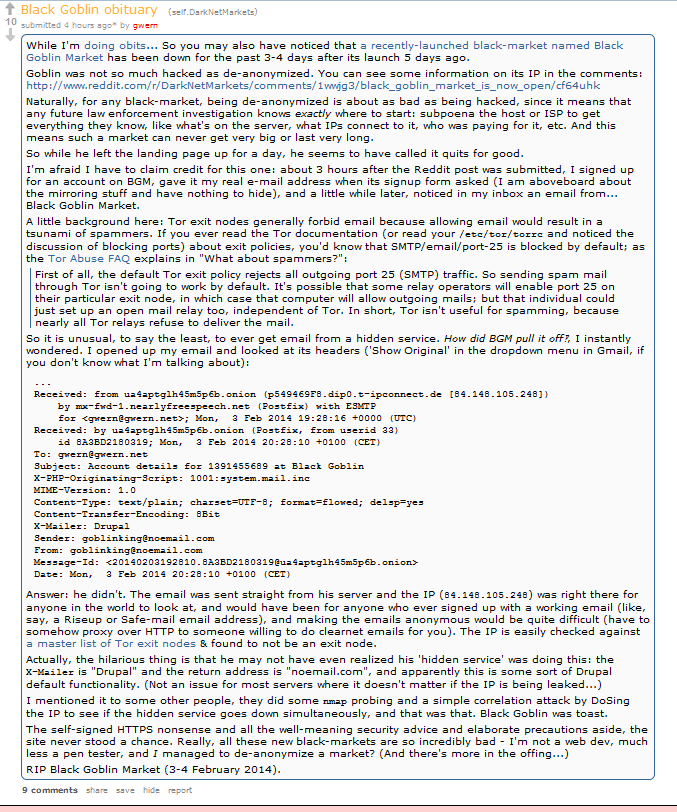 Black Goblin obituary (self.DarkNetMarkets)
10
submitted 4 hours ago* by gwern
While I'm doing obits... So you may also have noticed that a recently-launched black-market named Black
Goblin Market has been down for the past 3-4 days after its launch 5 days ago.
Goblin was not so much hacked as de-anonymized. You can see some information on its IP in the comments:
http://www.reddit.com/r/DarkNetMarkets/comments/1wwjg3/black_goblin_market_is_now_open/cf64uhk
Naturally, for any black-market, being de-anonymized is about as bad as being hacked, since it means that
any future law enforcement investigation knows exactly where to start: subpoena the host or ISP to get
everything they know, like what's on the server, what IPs connect to it, who was paying for it, etc. And this
means such a market can never get very big or last very long.
So while he left the landing page up for a day, he seems to have called it quits for good.
I'm afraid I have to claim credit for this one: about 3 hours after the Reddit post was submitted, I signed up
for an account on BGM, gave it my real e-mail address when its signup form asked (I am aboveboard about
the mirroring stuff and have nothing to hide), and a little while later, noticed in my inbox an email from...
Black Goblin Market.
A little background here: Tor exit nodes generally forbid email because allowing email would result in a
tsunami of spammers. If you ever read the Tor documentation (or read your /etc/tor/torrc and noticed the
discussion of blocking ports) about exit policies, you'd know that SMTP/email/port-25 is blocked by default; as
the Tor Abuse FAQ explains in "What about spammers?":
First of all, the default Tor exit policy rejects all outgoing port 25 (SMTP) traffic. So sending spam mail
through Tor isn't going to work by default. It's possible that some relay operators will enable port 25 on
their particular exit node, in which case that computer will allow outgoing mails; but that individual could
just set up an open mail relay too, independent of Tor. In short, Tor isn't useful for spamming, because
nearly all Tor relays refuse to deliver the mail.
So it is unusual, to say the least, to ever get email from a hidden service. How did BGM pull it off?, I instantly
wondered. I opened up my email and looked at its headers ('Show Original' in the dropdown menu in Gmail, if
you don't know what I'm talking about):
...
Received: from ua4aptglh45m5p6b.onion (p549469F8.dip0.t-ipconnect.de [84.148.105.248])
by mx-fwd-1.nearlyfreespeech.net (Postfix) with ESMTP
for <gwern@gwern.net>; Mon, 3 Feb 2014 19:28:16 +0000 (UTC)
Received: by ua4aptglh45m5p6b.onion (Postfix, from userid 33)
id 8A3BD2180319; Mon, 3 Feb 2014 20:28:10 +0100 (CET)
To: gwern@gwern.net
Subject: Account details for 1391455689 at Black Goblin
X-PHP-Originating-Script: 1001:system.mail.inc
MIME-Version: 1.0
Content-Type: text/plain; charset=UTF-8; format=flowed; delsp=yes
Content-Transfer-Encoding: 8Bit
X-Mailer: Drupal
Sender: goblinking@noemail.com
From: goblinking@noemail.com
Message-Id: <20140203192810.8A3BD2180319@ua4aptglh45m5p6b.onion>
Date: Mon, 3 Feb 2014 20:28:10 +0100 (CET)
Answer: he didn't. The email was sent straight from his server and the IP (84.148.105.248) was right there for
anyone in the world to look at, and would have been for anyone who ever signed up with a working email (like,
say, a Riseup or Safe-mail email address), and making the emails anonymous would be quite difficult (have to
somehow proxy over HTTP to someone willing to do clearnet emails for you). The IP is easily checked against
a master list of Tor exit nodes & found to not be an exit node.
Actually, the hilarious thing is that he may not have even realized his 'hidden service' was doing this: the
X-Mailer is "Drupal" and the return address is "noemail.com", and apparently this is some sort of Drupal
default functionality. (Not an issue for most servers where it doesn't matter if the IP is being leaked...)
I mentioned it to some other people, they did some nmap probing and a simple correlation attack by DoSing
the IP to see if the hidden service goes down simultaneously, and that was that. Black Goblin was toast.
The self-signed HTTPS nonsense and all the well-meaning security advice and elaborate precautions aside, the
site never stood a chance. Really, all these new black-markets are so incredibly bad - I'm not a web dev, much
less a pen tester, and I managed to de-anonymize a market? (And there's more in the offing...)
RIP Black Goblin Market (3-4 February 2014).
9 comments share save hide report